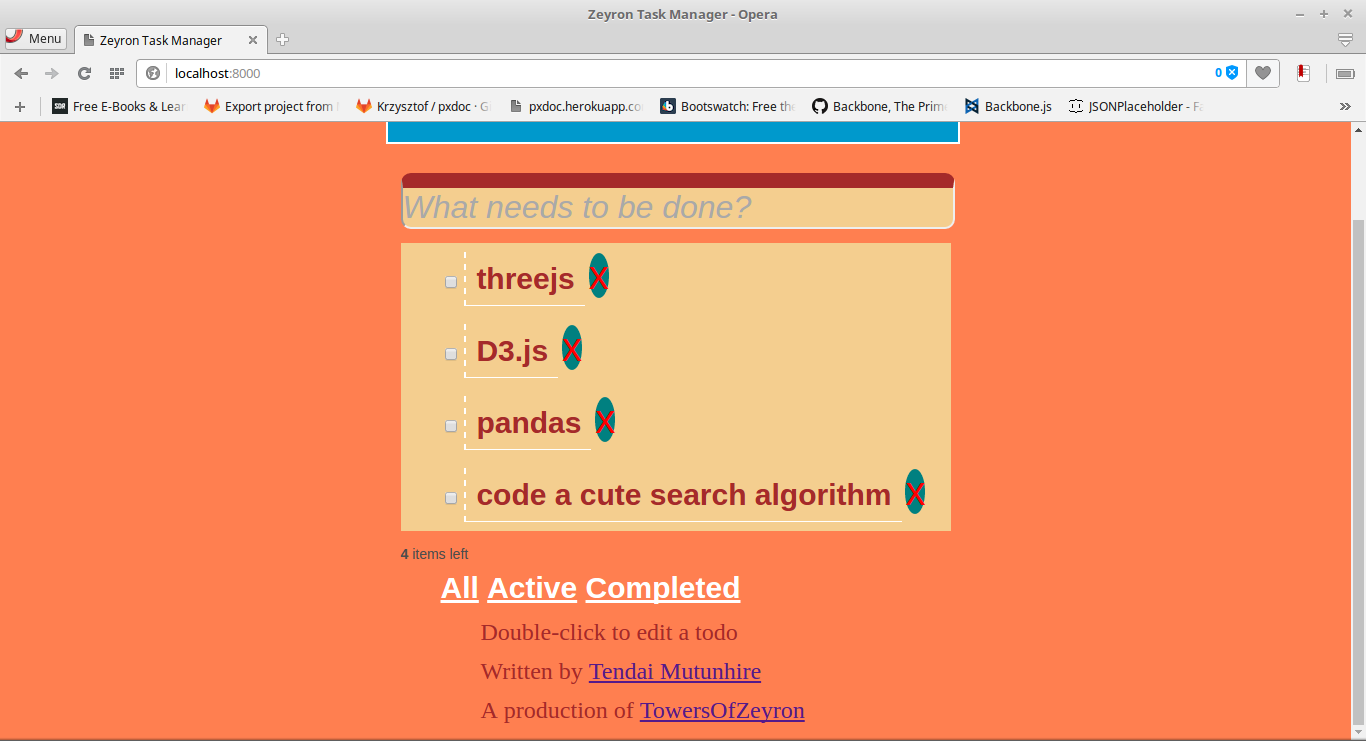 Zeyron Task Manager - Opera
Menu
Zeyron Task Manager
localhost:8000
0
Free E-Books & Lear
Export project from
Krzysztof / pxdoc · G
pxdoc.herokuapp.co
Bootswatch: Free the
Backbone, The Prim
Backbone.js
JSONPlaceholder - F
What needs to be done?
threejs X
D3.js X
pandas X
code a cute search algorithm X
4 items left
All Active Completed
Double-click to edit a todo
Written by Tendai Mutunhire
A production of TowersOfZeyron